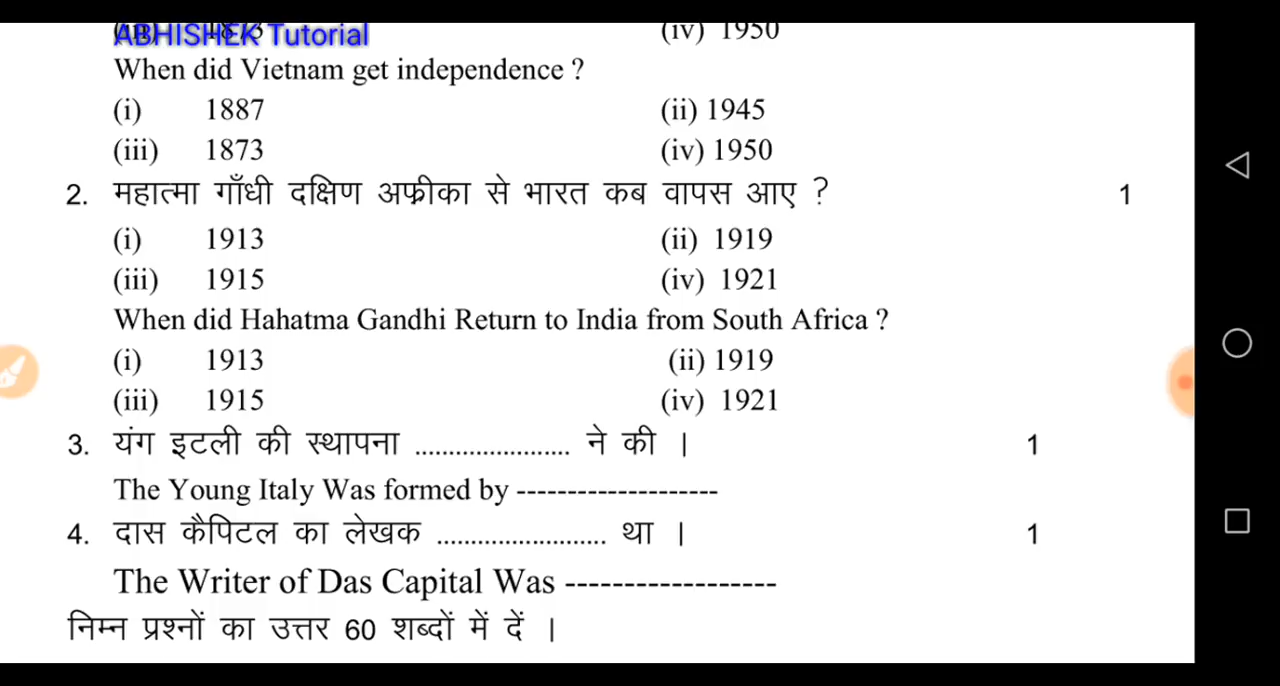 ABHISHEK Tutorial
(iii) 1873 (iv) 1950
When did Vietnam get independence ?
(i) 1887 (ii) 1945
(iii) 1873 (iv) 1950
2. महात्मा गाँधी दक्षिण अफ्रीका से भारत कब वापस आए ? 1
(i) 1913 (ii) 1919
(iii) 1915 (iv) 1921
When did Hahatma Gandhi Return to India from South Africa ?
(i) 1913 (ii) 1919
(iii) 1915 (iv) 1921
3. यंग इटली की स्थापना ....................... ने की । 1
The Young Italy Was formed by --------------------
4. दास कैपिटल का लेखक ......................... था । 1
The Writer of Das Capital Was ------------------
निम्न प्रश्नों का उत्तर 60 शब्दों में दें ।